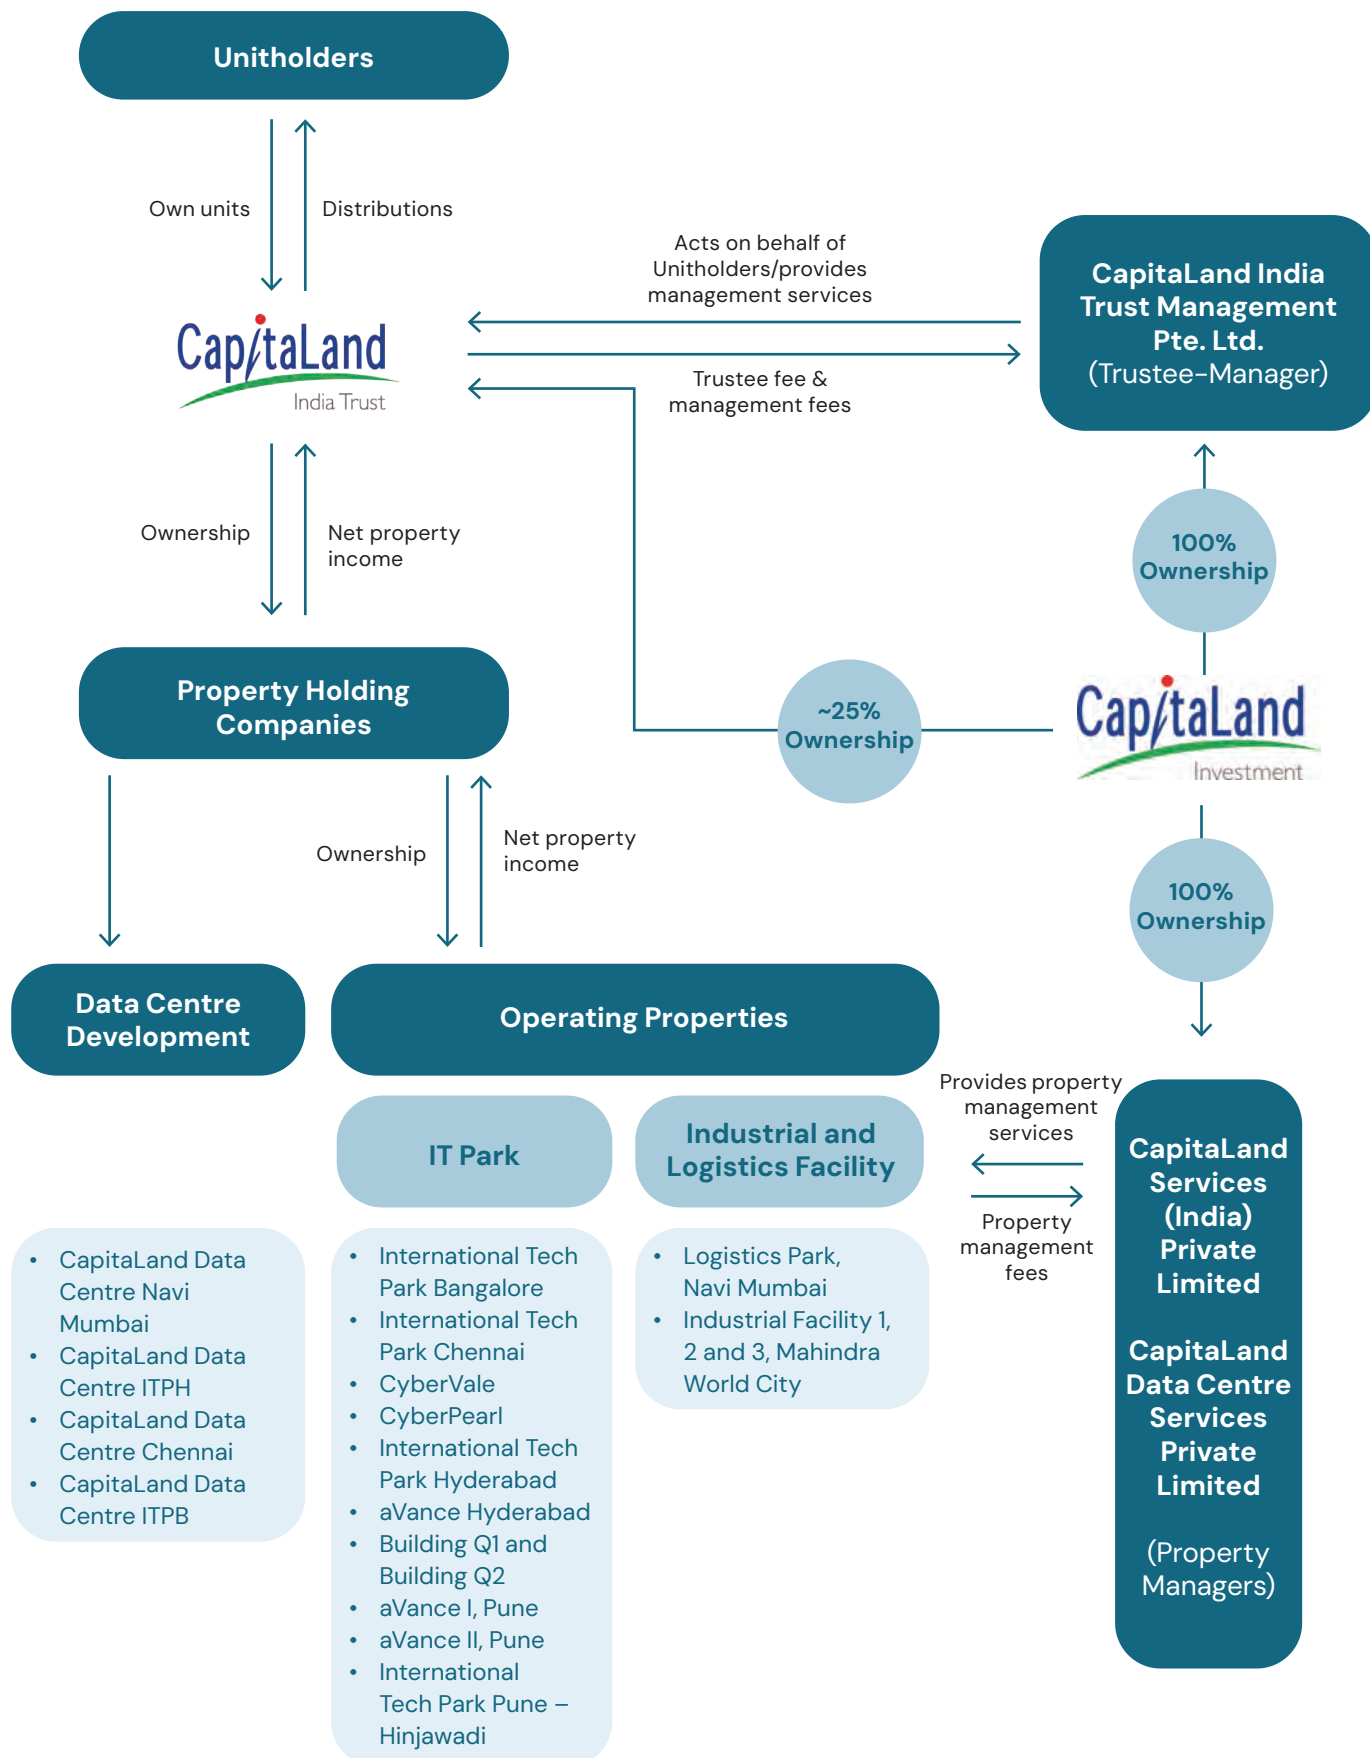 Unitholders
Own units
Distributions
Acts on behalf of
Unitholders/provides
management services
CapitaLand India
Trust Management
Pte. Ltd.
(Trustee-Manager)
CapitaLand
India Trust
Trustee fee &
management fees
Ownership
Net property
income
100%
Ownership
Property Holding
Companies
~25%
Ownership
CapitaLand
Investment
Ownership
Net property
income
100%
Ownership
Data Centre
Development
Operating Properties
IT Park
Industrial and
Logistics Facility
Provides property
management
services
Property
management
fees
• CapitaLand Data
Centre Navi
Mumbai
• CapitaLand Data
Centre ITPH
• CapitaLand Data
Centre Chennai
• CapitaLand Data
Centre ITPB
• International Tech
Park Bangalore
• International Tech
Park Chennai
• CyberVale
• CyberPearl
• International Tech
Park Hyderabad
• aVance Hyderabad
• Building Q1 and
Building Q2
• aVance I, Pune
• aVance II, Pune
• International
Tech Park Pune –
Hinjawadi
• Logistics Park,
Navi Mumbai
• Industrial Facility 1,
2 and 3, Mahindra
World City
CapitaLand
Services
(India)
Private
Limited
CapitaLand
Data Centre
Services
Private
Limited
(Property
Managers)